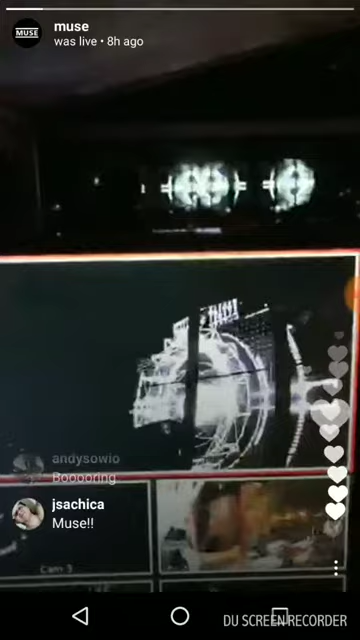 MUSE
muse
was live • 8h ago
andysowio
Booooring
jsachica
Muse!!
Cam 3
DU SCREEN RECORDER